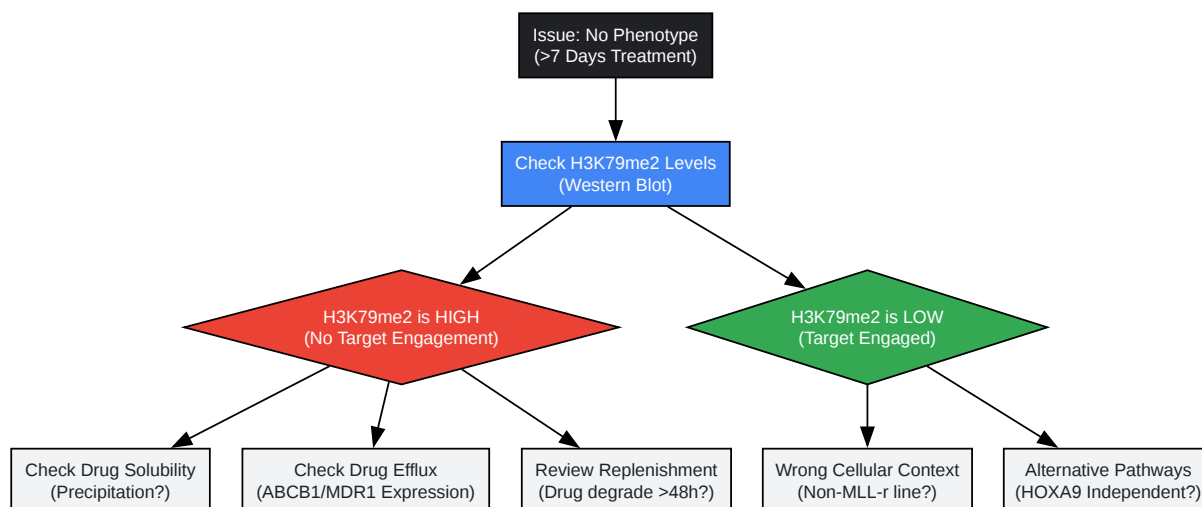 Issue: No Phenotype
(>7 Days Treatment)
Check H3K79me2 Levels
(Western Blot)
H3K79me2 is HIGH
(No Target Engagement)
H3K79me2 is LOW
(Target Engaged)
Check Drug Solubility
(Precipitation?)
Check Drug Efflux
(ABCB1/MDR1 Expression)
Review Replenishment
(Drug degrade >48h?)
Wrong Cellular Context
(Non-MLL-r line?)
Alternative Pathways
(HOXA9 Independent?)